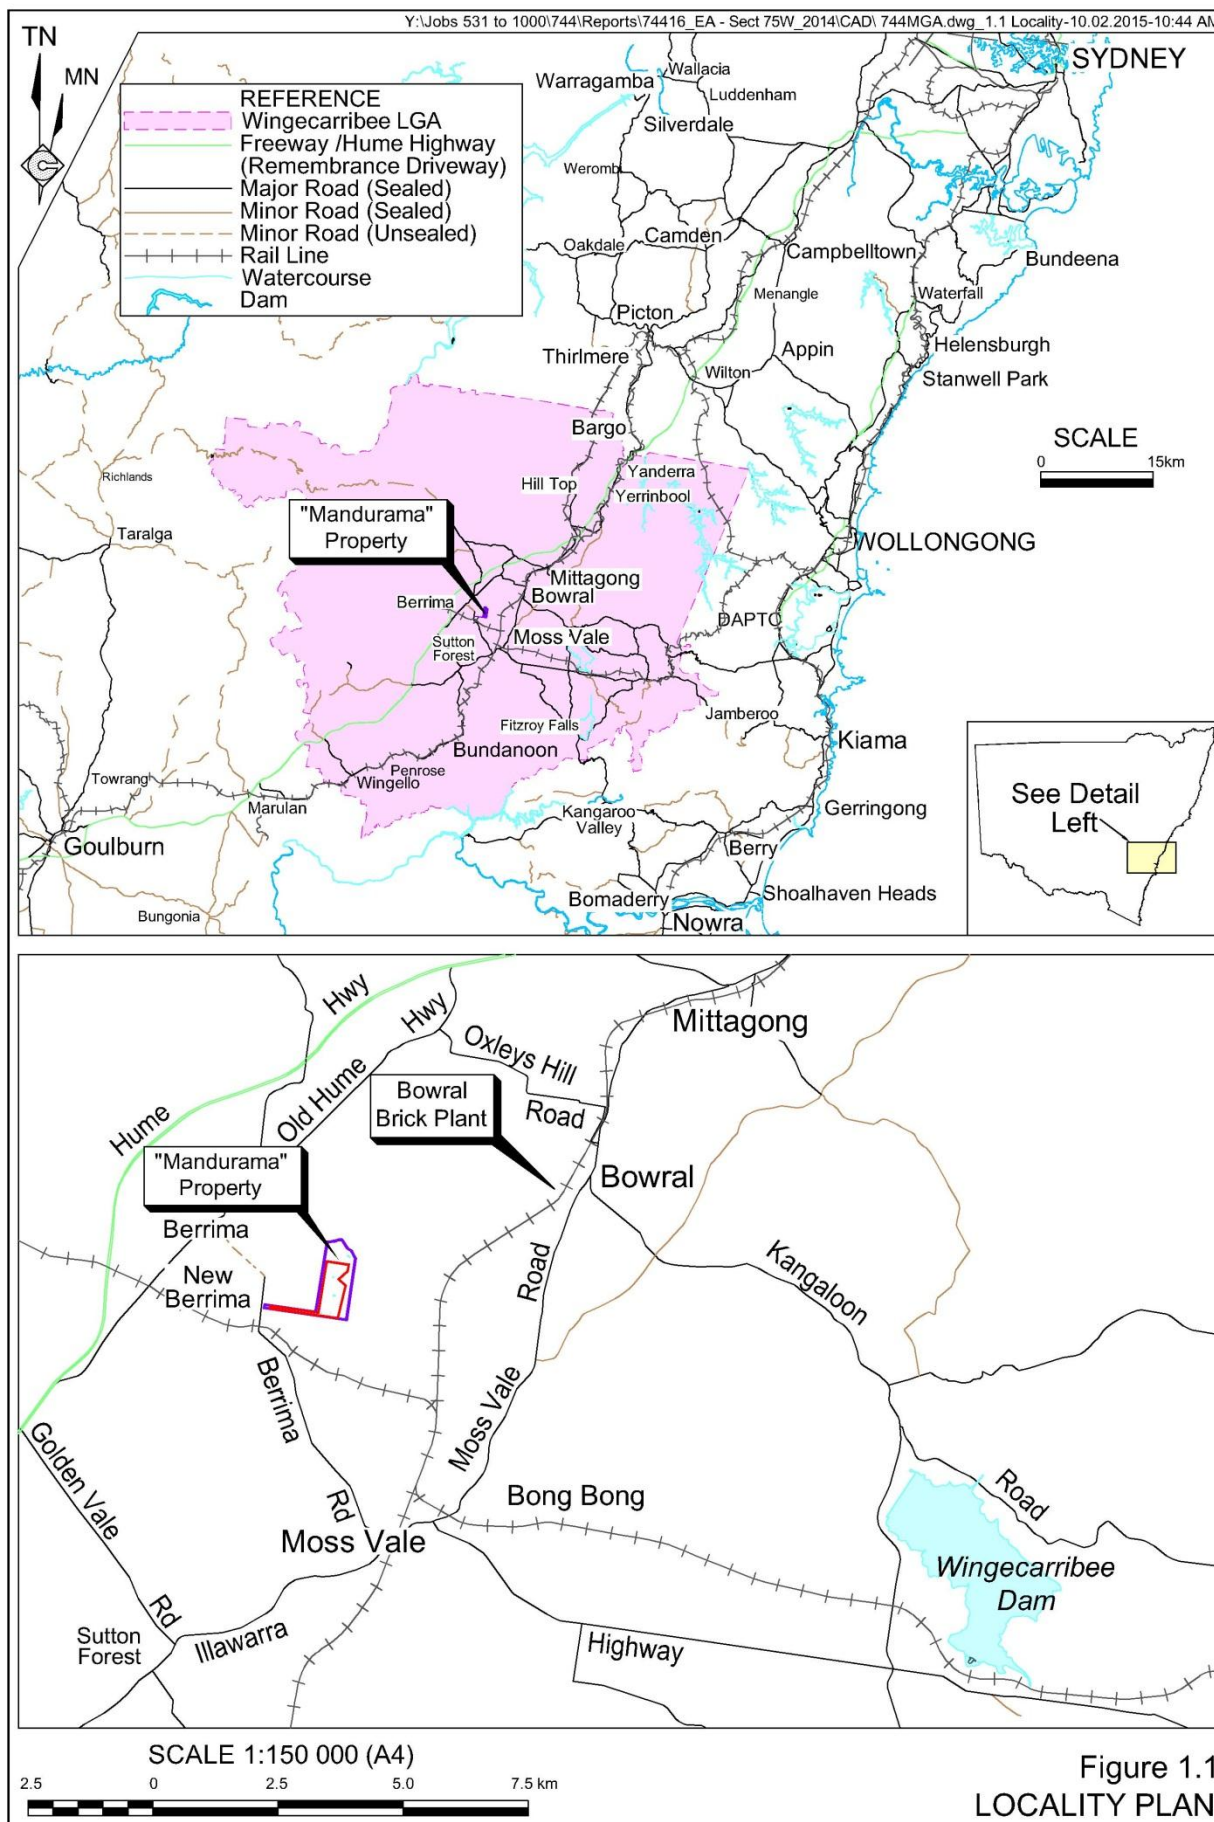 Y:\Jobs 531 to 1000\744\Reports\74416_EA - Sect 75W_2014\CAD\ 744MGA.dwg_1.1 Locality-10.02.2015-10:44 AM
TN
MN
REFERENCE
Wingecarribee LGA
Freeway /Hume Highway
(Remembrance Driveway)
Major Road (Sealed)
Minor Road (Sealed)
Minor Road (Unsealed)
Rail Line
Watercourse
Dam
SYDNEY
Wallacia
Warragamba
Luddenham
Silverdale
Werombi
Oakdale
Camden
Campbelltown
Bundeena
Menangle
Waterfall
Picton
Thirlmere
Appin
Helensburgh
Wilton
Stanwell Park
Bargo
SCALE
0
15km
Richlands
Hill Top
Yanderra
Yerrinbool
"Mandurama"
Property
Taralga
WOLLONGONG
Mittagong
Bowral
Berrima
DAPTO
Moss Vale
Sutton
Forest
Fitzroy Falls
Jamberoo
Kiama
Bundanoon
Penrose
Wingello
Towrang
Marulan
Kangaroo
Valley
Gerringong
Goulburn
Berry
Bomaderry
Shoalhaven Heads
Bungonia
Nowra
See Detail
Left
Hwy
Hwy
Mittagong
Oxleys Hill
Road
Old Hume
Hume
Bowral
Brick Plant
"Mandurama"
Property
Bowral
Berrima
New
Berrima
Road
Kangaloon
Berrima
Rd
Moss Vale
Golden Vale
Rd
Bong Bong
Road
Moss Vale
Wingecarribee
Dam
Sutton
Forest
Illawarra
Highway
SCALE 1:150 000 (A4)
2.5
0
2.5
5.0
7.5 km
Figure 1.1
LOCALITY PLAN